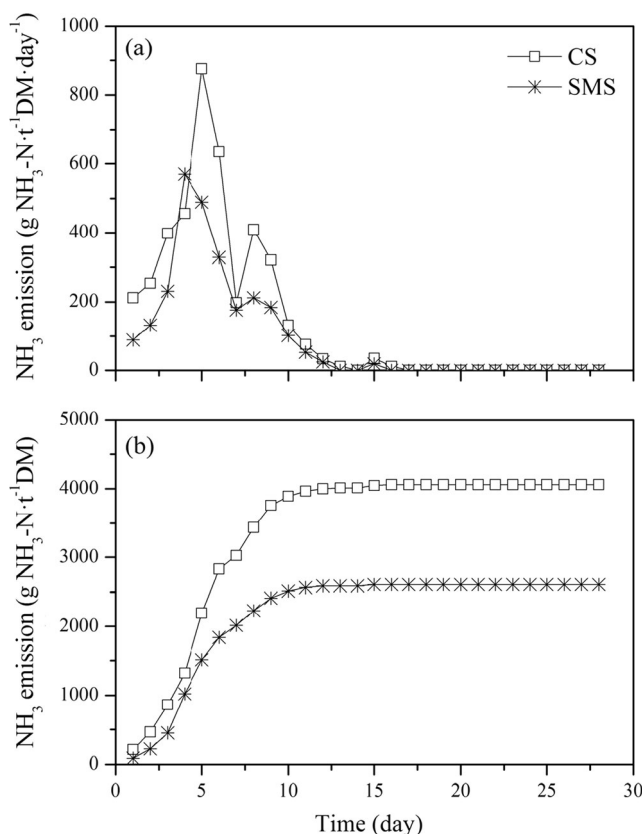 (a)
CS
SMS
NH₃ emission (g NH₃-N·t⁻¹DM·day⁻¹)
1000
800
600
400
200
0
(b)
NH₃ emission (g NH₃-N·t⁻¹DM)
5000
4000
3000
2000
1000
0
0 5 10 15 20 25 30
Time (day)